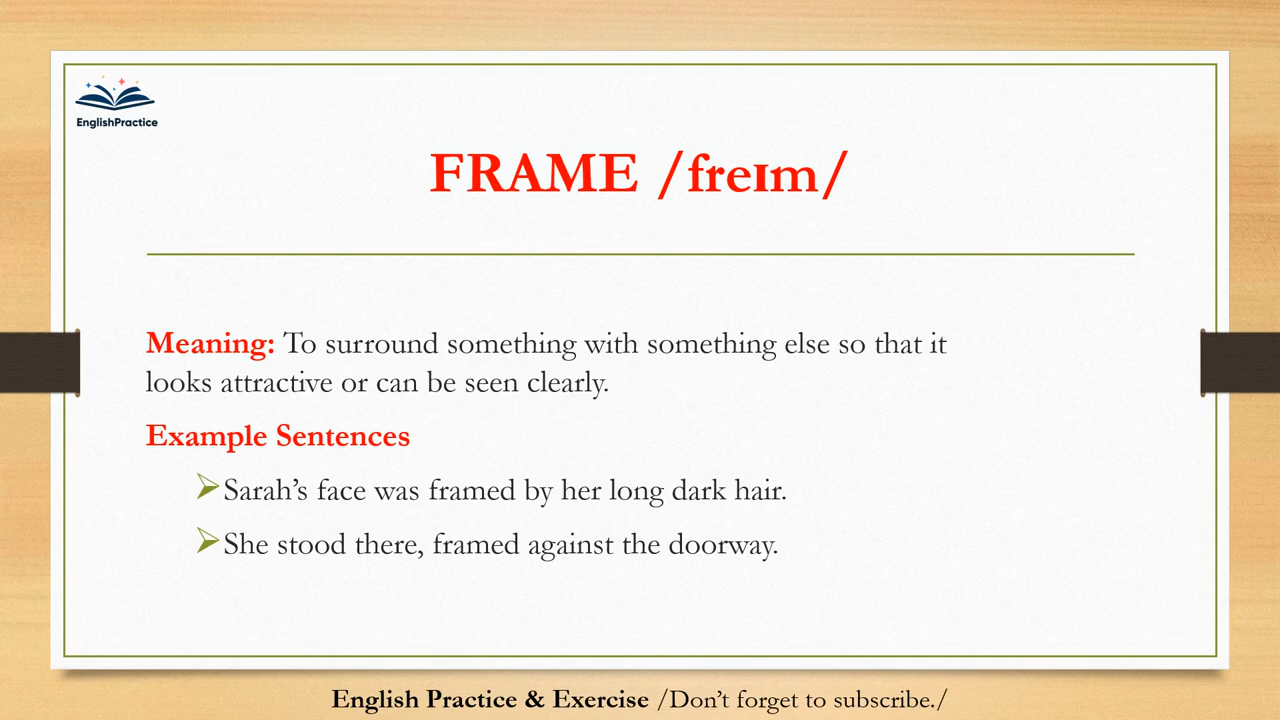 EnglishPractice
FRAME /freɪm/
Meaning: To surround something with something else so that it
looks attractive or can be seen clearly.
Example Sentences
➢Sarah’s face was framed by her long dark hair.
➢She stood there, framed against the doorway.
English Practice & Exercise /Don’t forget to subscribe./